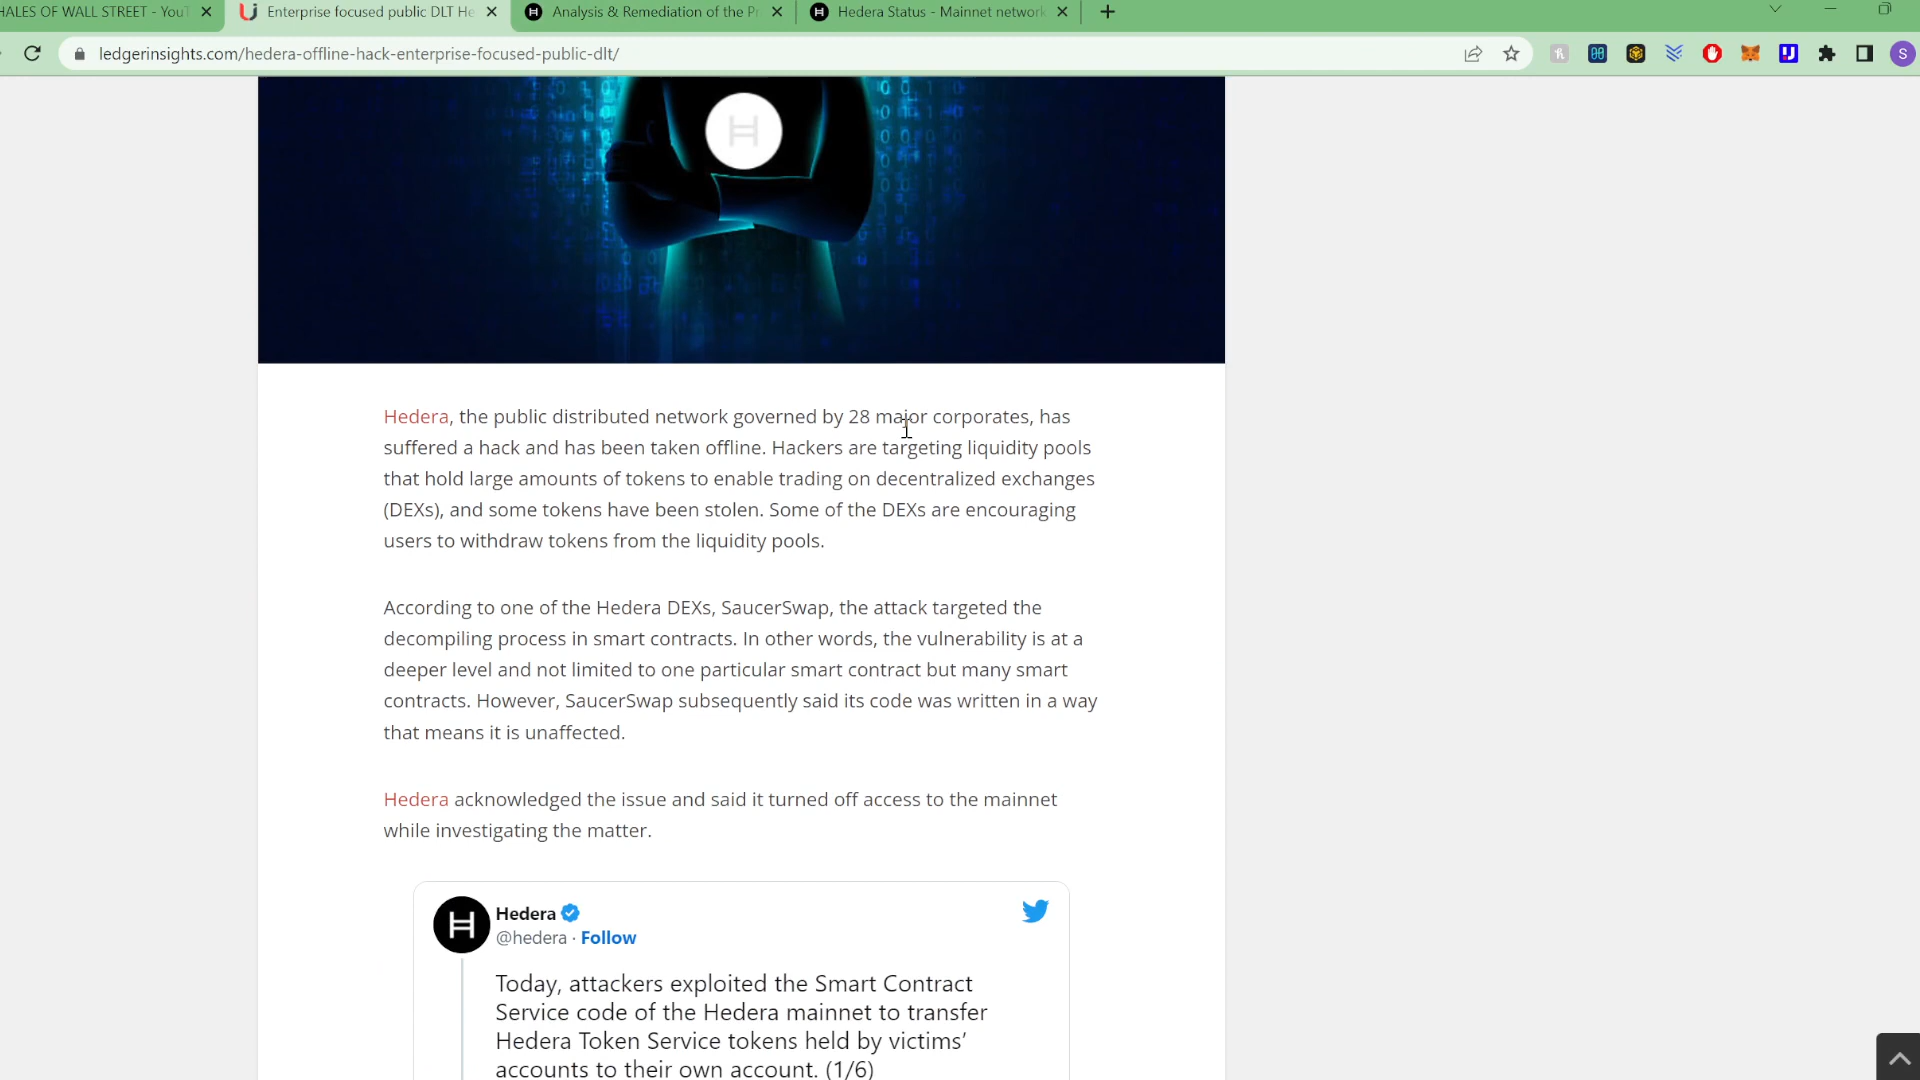 HALES OF WALL STREET - YouT
Enterprise focused public DLT He
Analysis & Remediation of the Pr
Hedera Status - Mainnet network
ledgerinsights.com/hedera-offline-hack-enterprise-focused-public-dlt/
S
Hedera, the public distributed network governed by 28 major corporates, has
suffered a hack and has been taken offline. Hackers are targeting liquidity pools
that hold large amounts of tokens to enable trading on decentralized exchanges
(DEXs), and some tokens have been stolen. Some of the DEXs are encouraging
users to withdraw tokens from the liquidity pools.
According to one of the Hedera DEXs, SaucerSwap, the attack targeted the
decompiling process in smart contracts. In other words, the vulnerability is at a
deeper level and not limited to one particular smart contract but many smart
contracts. However, SaucerSwap subsequently said its code was written in a way
that means it is unaffected.
Hedera acknowledged the issue and said it turned off access to the mainnet
while investigating the matter.
Hedera
@hedera · Follow
Today, attackers exploited the Smart Contract
Service code of the Hedera mainnet to transfer
Hedera Token Service tokens held by victims’
accounts to their own account. (1/6)